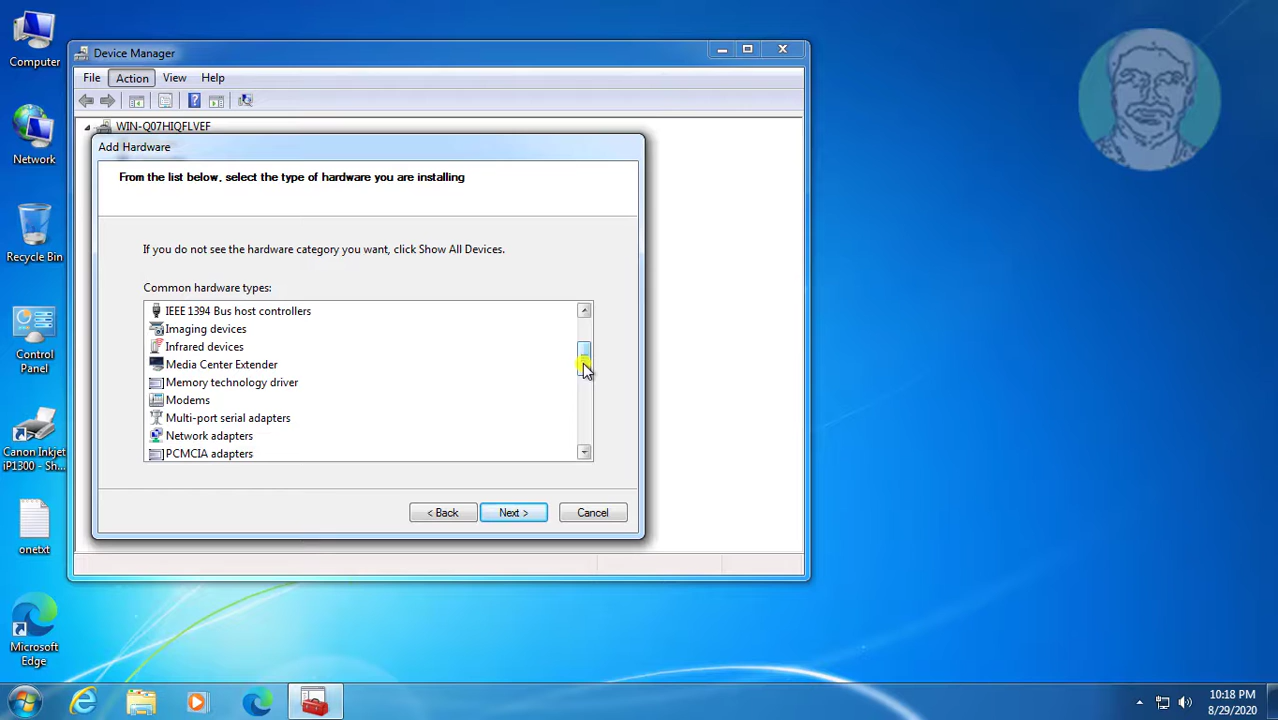 Computer
Network
Recycle Bin
Control
Panel
Canon Inkjet
iP1300 - Sh...
onetxt
Microsoft
Edge
Device Manager
File Action View Help
WIN-Q07HIQFLVEF
Add Hardware
From the list below, select the type of hardware you are installing
If you do not see the hardware category you want, click Show All Devices.
Common hardware types:
IEEE 1394 Bus host controllers
Imaging devices
Infrared devices
Media Center Extender
Memory technology driver
Modems
Multi-port serial adapters
Network adapters
PCMCIA adapters
< Back Next > Cancel
10:18 PM
8/29/2020